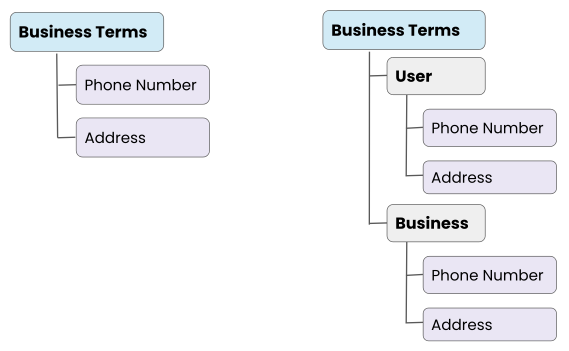 Business Terms
Phone Number
Address
Business Terms
User
Phone Number
Address
Business
Phone Number
Address